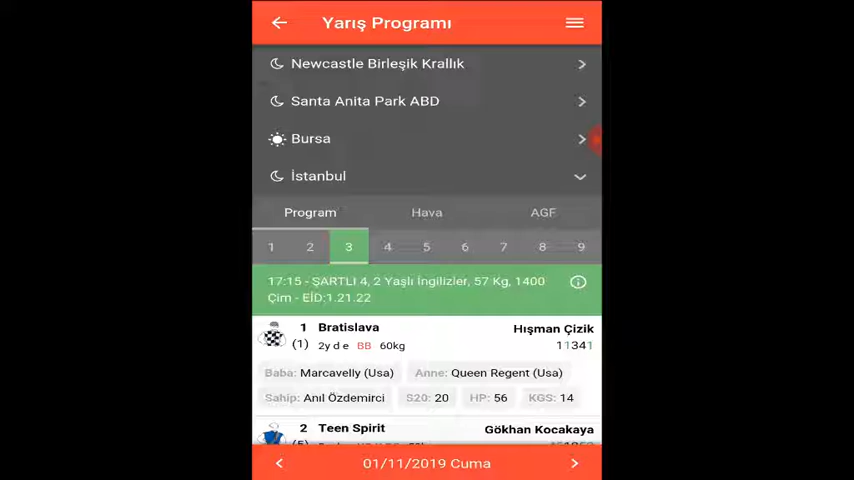 Yarış Programı
Newcastle Birleşik Krallık
Santa Anita Park ABD
Bursa
İstanbul
Program Hava AGF
1 2 3 4 5 6 7 8 9
17:15 - ŞARTLI 4, 2 Yaşlı İngilizler, 57 Kg, 1400
Çim - EİD:1.21.22
1 Bratislava Hışman Çizik
(1) 2y d e BB 60kg 11341
Baba: Marcavelly (Usa) Anne: Queen Regent (Usa)
Sahip: Anıl Özdemirci S20: 20 HP: 56 KGS: 14
2 Teen Spirit Gökhan Kocakaya
(5)
01/11/2019 Cuma